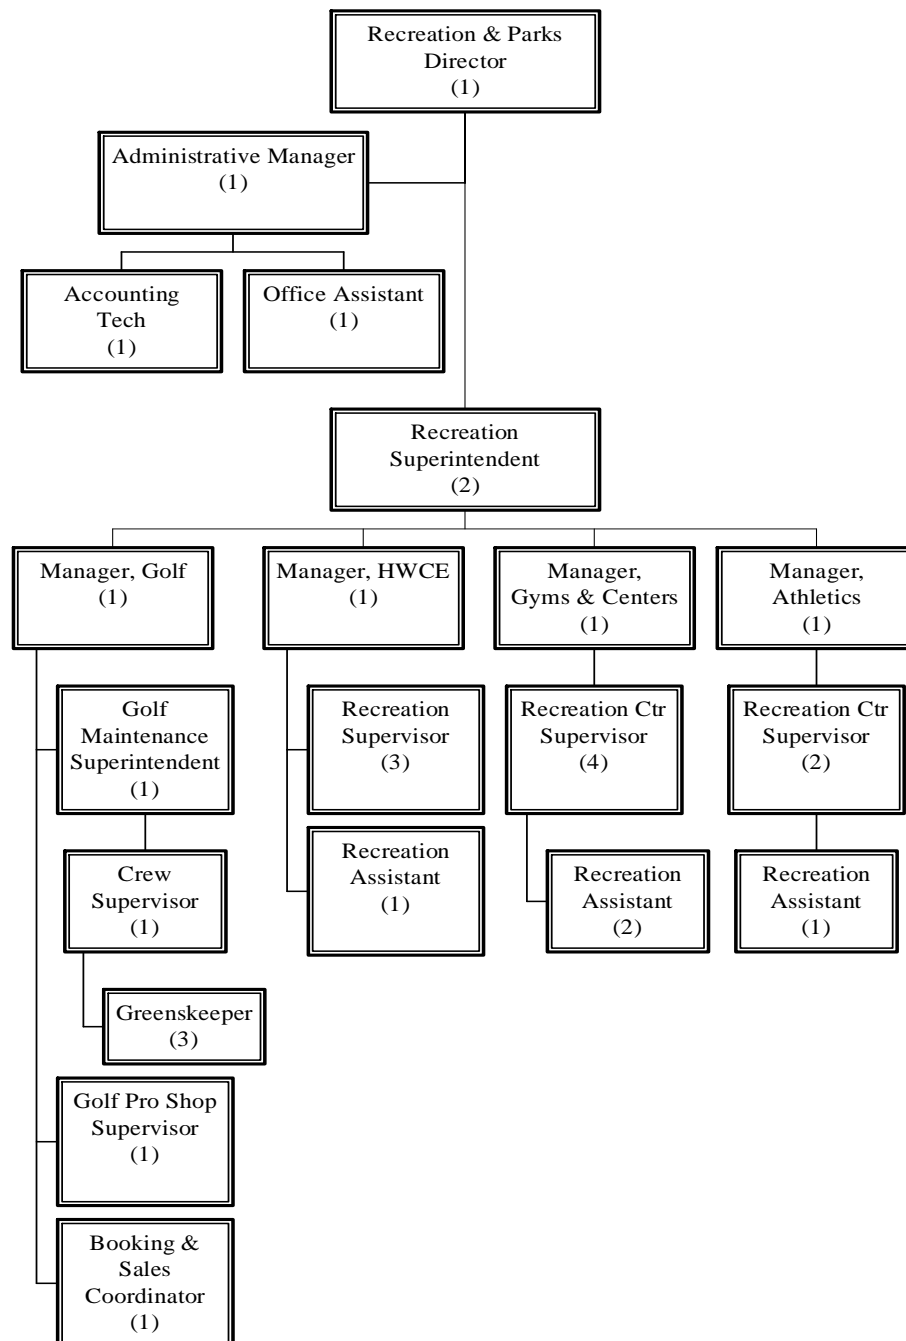 Recreation & Parks
Director
(1)
Administrative Manager
(1)
Accounting
Tech
(1)
Office Assistant
(1)
Recreation
Superintendent
(2)
Manager, Golf
(1)
Manager, HWCE
(1)
Manager,
Gyms & Centers
(1)
Manager,
Athletics
(1)
Golf
Maintenance
Superintendent
(1)
Recreation
Supervisor
(3)
Recreation Ctr
Supervisor
(4)
Recreation Ctr
Supervisor
(2)
Crew
Supervisor
(1)
Recreation
Assistant
(1)
Recreation
Assistant
(2)
Recreation
Assistant
(1)
Greenskeeper
(3)
Golf Pro Shop
Supervisor
(1)
Booking &
Sales
Coordinator
(1)